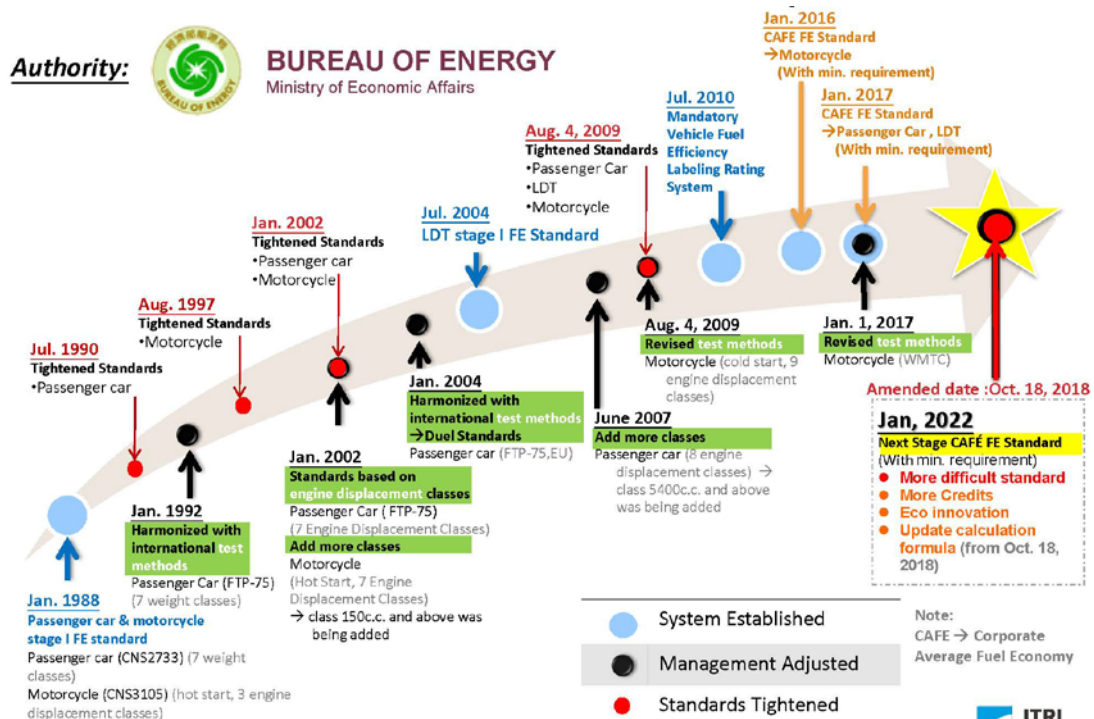 Authority:
BUREAU OF ENERGY
BUREAU OF ENERGY
Ministry of Economic Affairs
Jan. 2016
CAFE FE Standard
→Motorcycle
(With min. requirement)
Jan. 2017
CAFE FE Standard
→Passenger Car , LDT
(With min. requirement)
Jul. 2010
Mandatory
Vehicle Fuel
Efficiency
Labeling Rating
System
Aug. 4, 2009
Tightened Standards
•Passenger Car
•LDT
•Motorcycle
Jul. 2004
LDT stage I FE Standard
Jan. 2002
Tightened Standards
•Passenger car
•Motorcycle
Aug. 1997
Tightened Standards
•Motorcycle
Jul. 1990
Tightened Standards
•Passenger car
Jan. 1988
Passenger car & motorcycle
stage I FE standard
Passenger car (CNS2733) (7 weight
classes)
Motorcycle (CNS3105) (hot start, 3 engine
displacement classes)
Jan. 1992
Harmonized with
international test
methods
Passenger Car (FTP-75)
(7 weight classes)
Jan. 2002
Standards based on
engine displacement classes
Passenger Car ( FTP-75)
(7 Engine Displacement Classes)
Add more classes
Motorcycle
(Hot Start, 7 Engine
Displacement Classes)
→ class 150c.c. and above was
being added
Jan. 2004
Harmonized with
international test methods
→Duel Standards
Passenger car (FTP-75,EU)
June 2007
Add more classes
Passenger car (8 engine
displacement classes) →
class 5400c.c. and above
was being added
Aug. 4, 2009
Revised test methods
Motorcycle (cold start, 9
engine displacement
classes)
Jan. 1, 2017
Revised test methods
Motorcycle (WMTC)
Amended date :Oct. 18, 2018
Jan, 2022
Next Stage CAFÉ FE Standard
(With min. requirement)
● More difficult standard
● More Credits
● Eco innovation
● Update calculation
formula (from Oct. 18,
2018)
System Established
Management Adjusted
Standards Tightened
Note:
CAFE → Corporate
Average Fuel Economy
ITRI